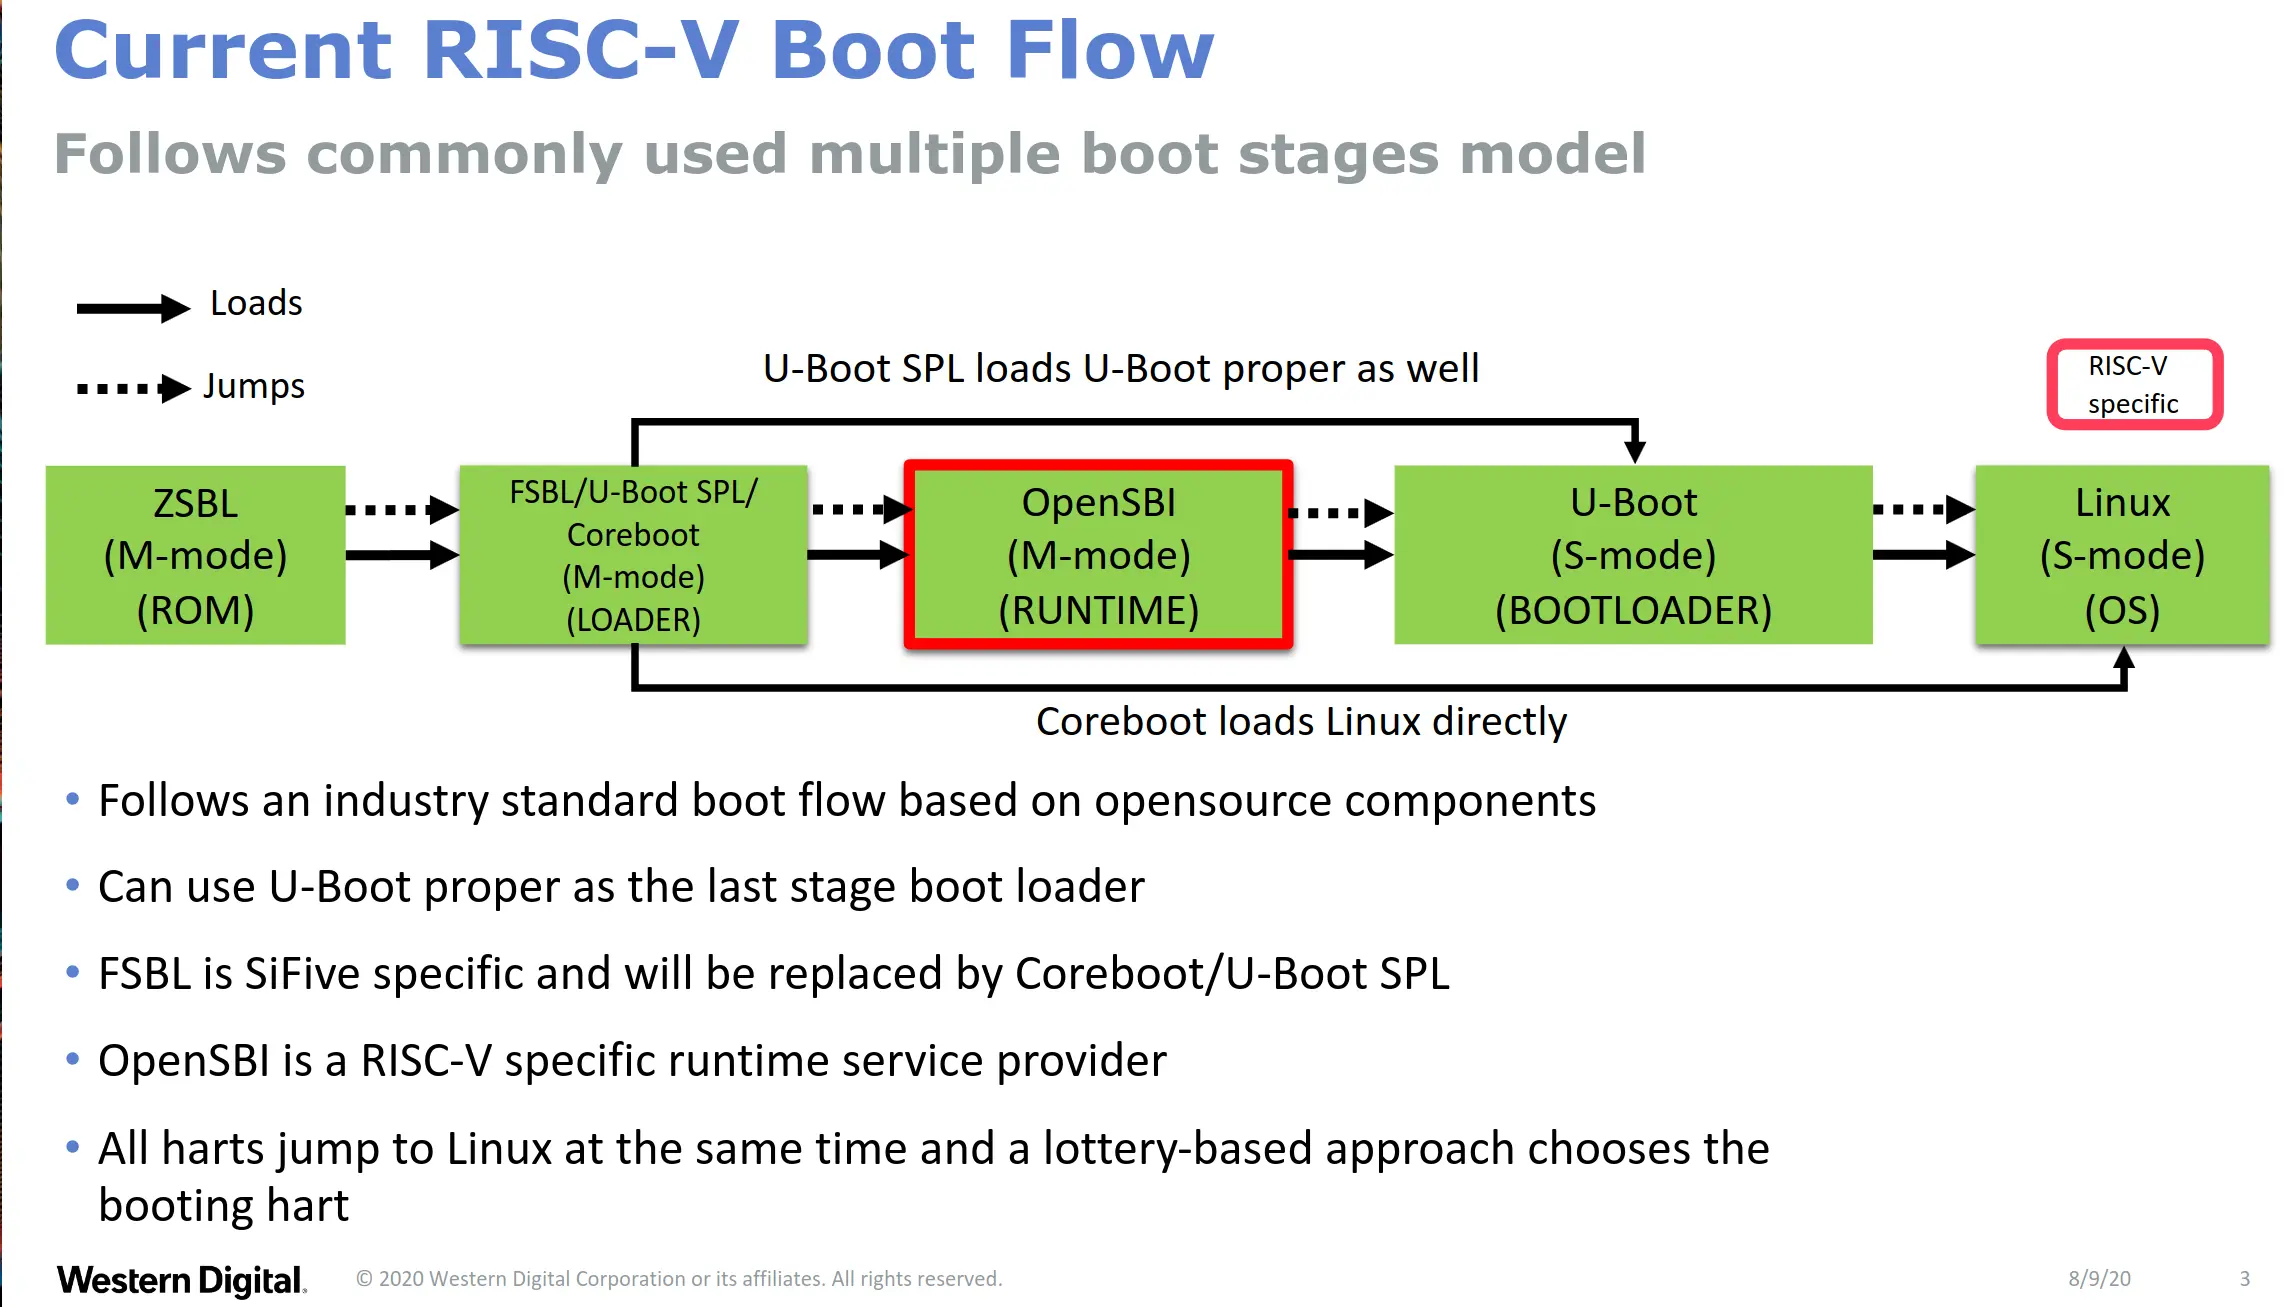 Current RISC-V Boot Flow
Follows commonly used multiple boot stages model
Loads
Jumps
U-Boot SPL loads U-Boot proper as well
RISC-V
specific
ZSBL
(M-mode)
(ROM)
FSBL/U-Boot SPL/
Coreboot
(M-mode)
(LOADER)
OpenSBI
(M-mode)
(RUNTIME)
U-Boot
(S-mode)
(BOOTLOADER)
Linux
(S-mode)
(OS)
Coreboot loads Linux directly
• Follows an industry standard boot flow based on opensource components
• Can use U-Boot proper as the last stage boot loader
• FSBL is SiFive specific and will be replaced by Coreboot/U-Boot SPL
• OpenSBI is a RISC-V specific runtime service provider
• All harts jump to Linux at the same time and a lottery-based approach chooses the
booting hart
Western Digital.
© 2020 Western Digital Corporation or its affiliates. All rights reserved.
8/9/20
3